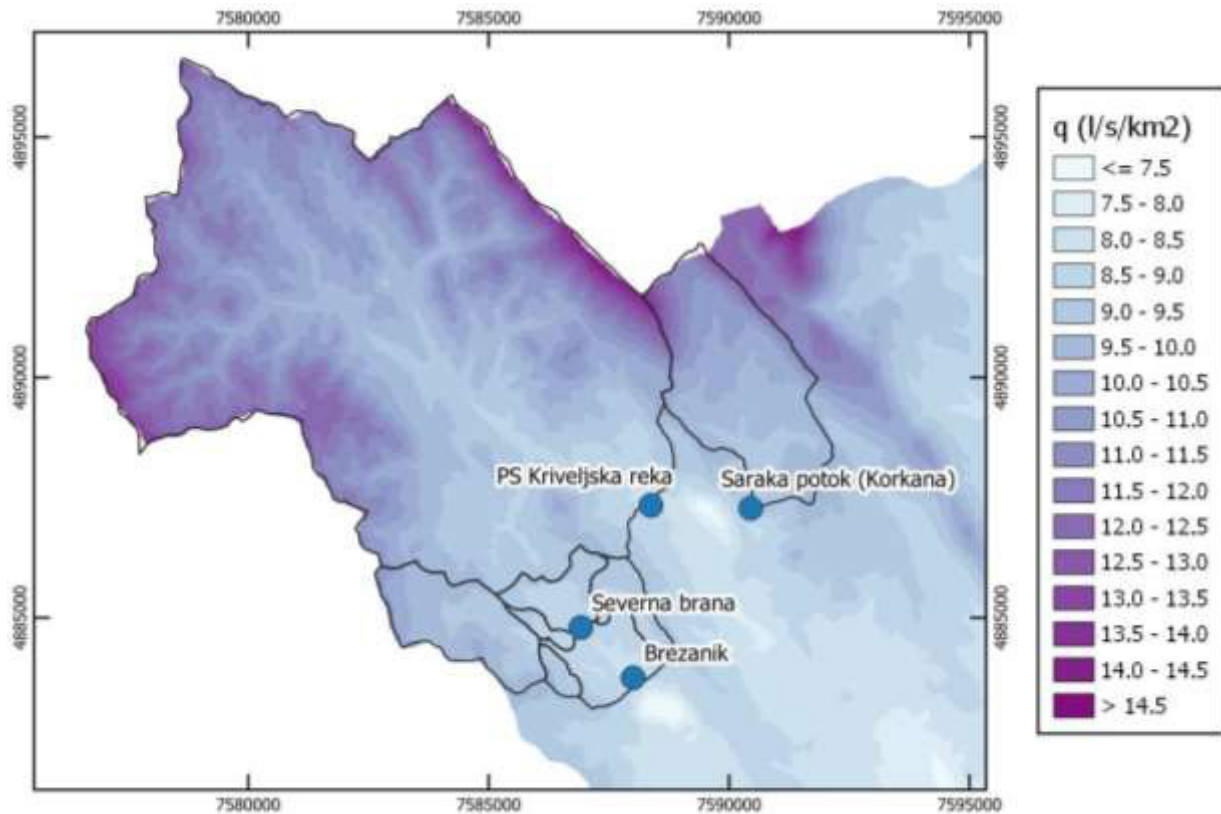 7580000 7585000 7590000 7595000
4895000 4895000
4890000 4890000
4885000 4885000
PS Kriveljska reka
Saraka potok (Korkana)
Severna brana
Brezanik
7580000 7585000 7590000 7595000
q (l/s/km2)
<= 7.5
7.5 - 8.0
8.0 - 8.5
8.5 - 9.0
9.0 - 9.5
9.5 - 10.0
10.0 - 10.5
10.5 - 11.0
11.0 - 11.5
11.5 - 12.0
12.0 - 12.5
12.5 - 13.0
13.0 - 13.5
13.5 - 14.0
14.0 - 14.5
> 14.5